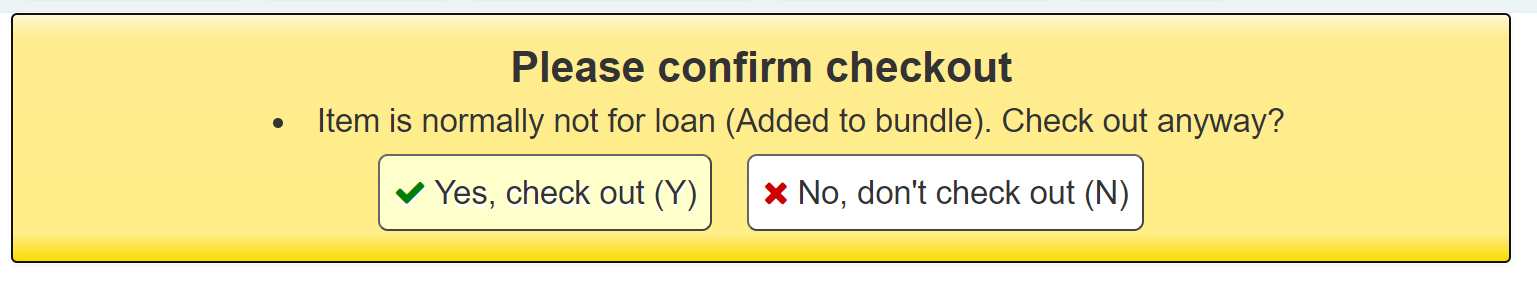 Please confirm checkout
• Item is normally not for loan (Added to bundle). Check out anyway?
Yes, check out (Y)
No, don't check out (N)